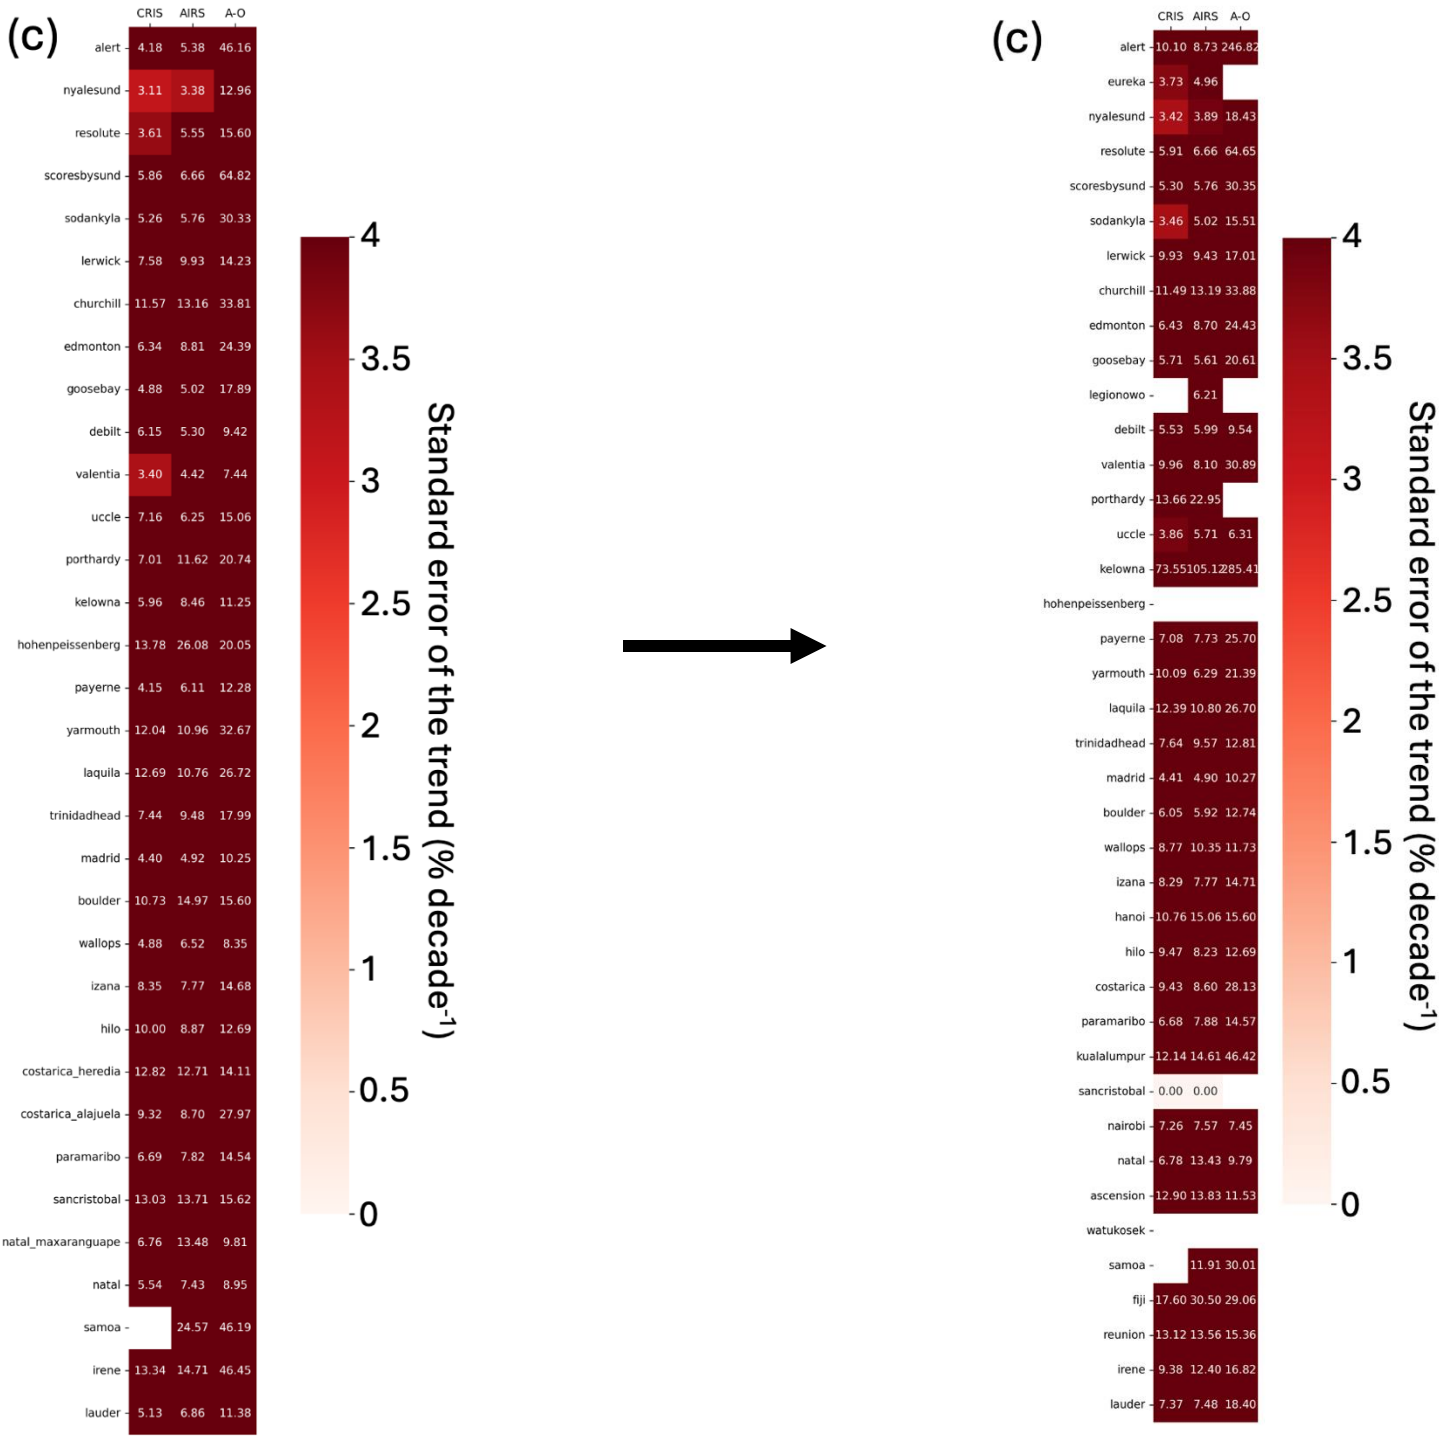 (c)
CRIS AIRS A-O
alert 4.18 5.38 46.16
nyalesund 3.11 3.38 12.96
resolute 3.61 5.55 15.60
scoresbysund 5.86 6.66 64.82
sodankyla 5.26 5.76 30.33
lerwick 7.58 9.93 14.23
churchill 11.57 13.16 33.81
edmonton 6.34 8.81 24.39
goosebay 4.88 5.02 17.89
debilt 6.15 5.30 9.42
valentia 3.40 4.42 7.44
uccle 7.16 6.25 15.06
porthardy 7.01 11.62 20.74
kelowna 5.96 8.46 11.25
hohenpeissenberg 13.78 26.08 20.05
payerne 4.15 6.11 12.28
yarmouth 12.04 10.96 32.67
laquila 12.69 10.76 26.72
trinidadhead 7.44 9.48 17.99
madrid 4.40 4.92 10.25
boulder 10.73 14.97 15.60
wallops 4.88 6.52 8.35
izana 8.35 7.77 14.68
hilo 10.00 8.87 12.69
costarica_heredia 12.82 12.71 14.11
costarica_alajuela 9.32 8.70 27.97
paramaribo 6.69 7.82 14.54
sancristobal 13.03 13.71 15.62
natal_maxaranguape 6.76 13.48 9.81
natal 5.54 7.43 8.95
samoa 24.57 46.19
irene 13.34 14.71 46.45
lauder 5.13 6.86 11.38
4
3.5
3
2.5
2
1.5
1
0.5
0
Standard error of the trend (% decade⁻¹)
(c)
CRIS AIRS A-O
alert 10.10 8.73 246.82
eureka 3.73 4.96
nyalesund 3.42 3.89 18.43
resolute 5.91 6.66 64.65
scoresbysund 5.30 5.76 30.35
sodankyla 3.46 5.02 15.51
lerwick 9.93 9.43 17.01
churchill 11.49 13.19 33.88
edmonton 6.43 8.70 24.43
goosebay 5.71 5.61 20.61
legionowo 6.21
debilt 5.53 5.99 9.54
valentia 9.96 8.10 30.89
porthardy 13.66 22.95
uccle 3.86 5.71 6.31
kelowna 73.55 105.12 285.41
hohenpeissenberg
payerne 7.08 7.73 25.70
yarmouth 10.09 6.29 21.39
laquila 12.39 10.80 26.70
trinidadhead 7.64 9.57 12.81
madrid 4.41 4.90 10.27
boulder 6.05 5.92 12.74
wallops 8.77 10.35 11.73
izana 8.29 7.77 14.71
hanoi 10.76 15.06 15.60
hilo 9.47 8.23 12.69
costarica 9.43 8.60 28.13
paramaribo 6.68 7.88 14.57
kualalumpur 12.14 14.61 46.42
sancristobal 0.00 0.00
nairobi 7.26 7.57 7.45
natal 6.78 13.43 9.79
ascension 12.90 13.83 11.53
watukosek
samoa 11.91 30.01
fiji 17.60 30.50 29.06
reunion 13.12 13.56 15.36
irene 9.38 12.40 16.82
lauder 7.37 7.48 18.40
4
3.5
3
2.5
2
1.5
1
0.5
0
Standard error of the trend (% decade⁻¹)